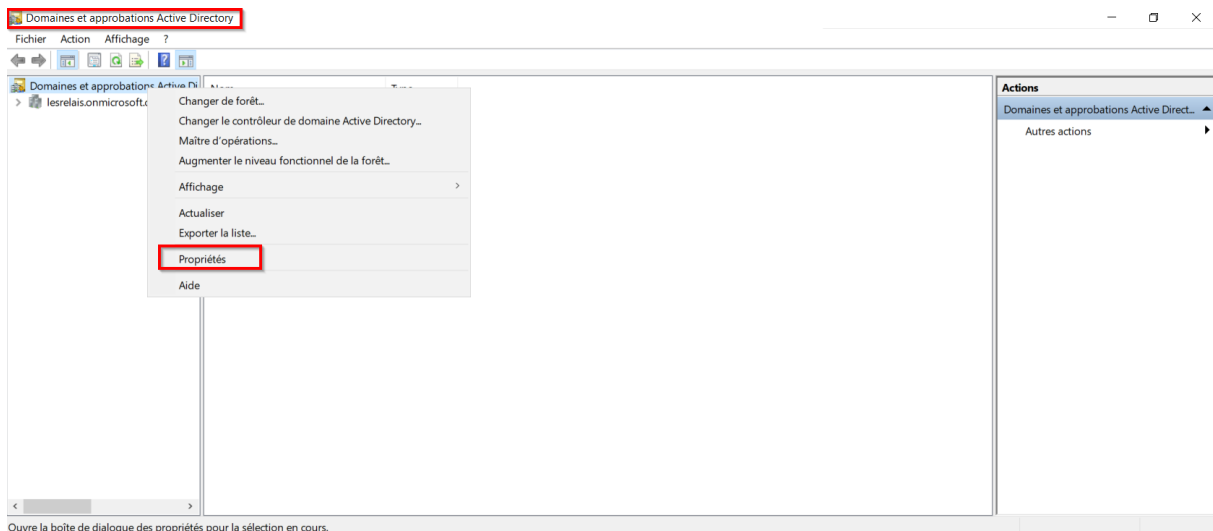 Domaines et approbations Active Directory
Fichier Action Affichage ?
Domaines et approbations Active Di
lesrelais.onmicrosoft.c
Changer de forêt...
Changer le contrôleur de domaine Active Directory...
Maître d'opérations...
Augmenter le niveau fonctionnel de la forêt...
Affichage
Actualiser
Exporter la liste...
Propriétés
Aide
Actions
Domaines et approbations Active Direct...
Autres actions
Ouvre la boîte de dialogue des propriétés pour la sélection en cours.